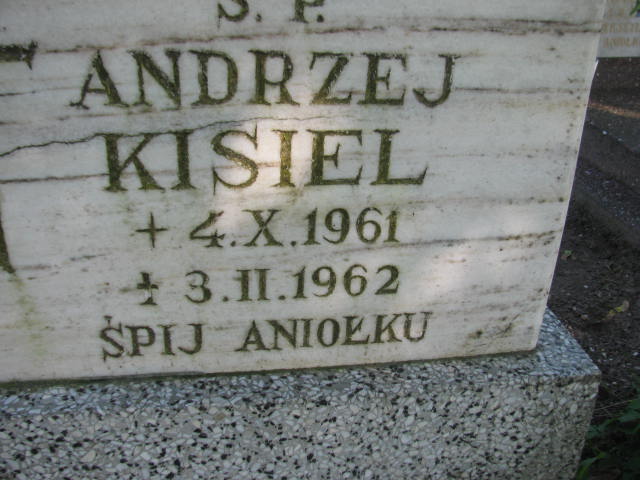 Ś. P.
ANDRZEJ
KISIEL
+ 4.X.1961
✝ 3.II.1962
ŚPIJ ANIOŁKU